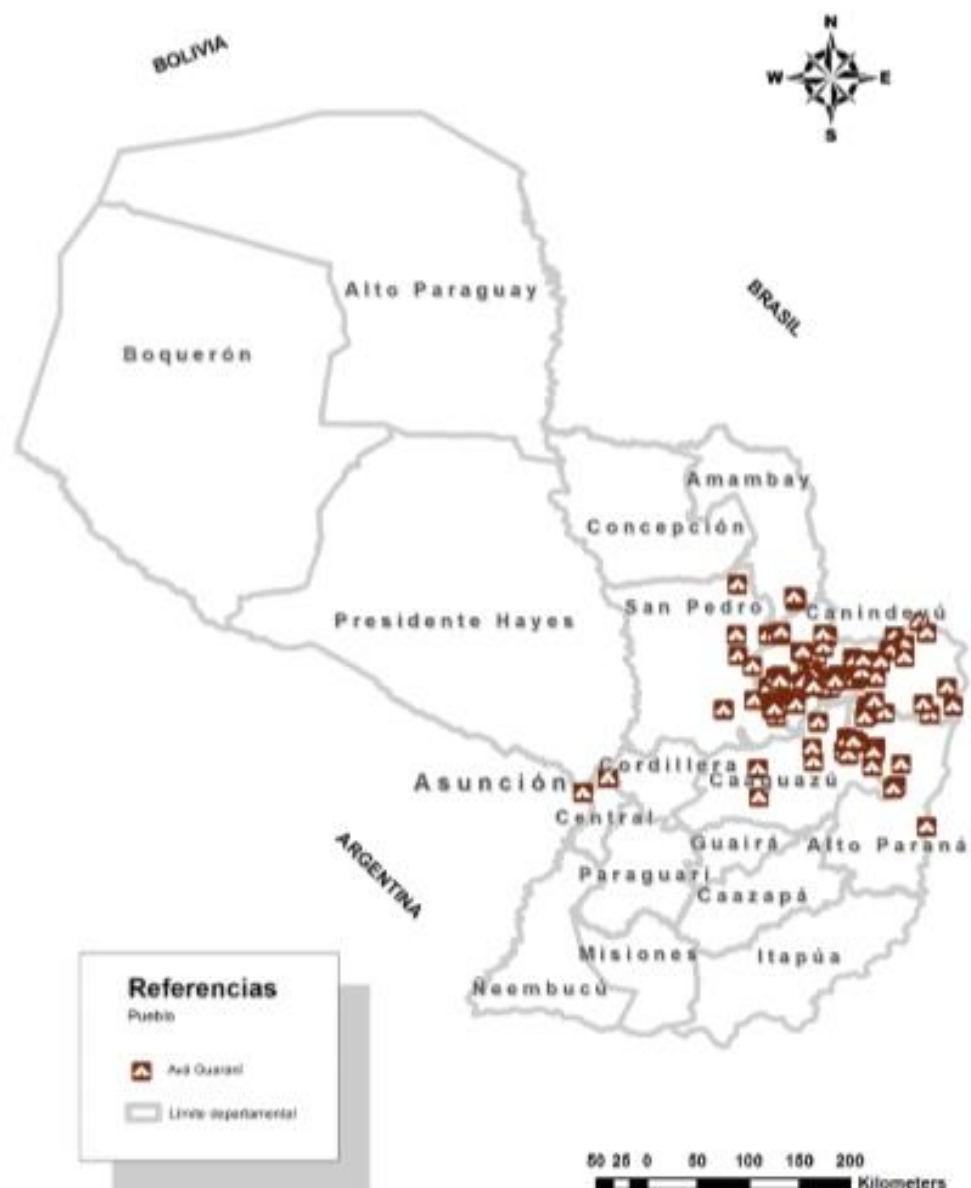 BOLIVIA
N
W E
S
Alto Paraguay
BRASIL
Boquerón
Amambay
Concepción
San Pedro
Canindeyú
Presidente Hayes
Cordillera
Asunción
Caaguazú
Central
Guairá
Alto Paraná
ARGENTINA
Paraguarí
Caazapá
Misiones
Itapúa
Ñeembucú
Referencias
Pueblo
Avá Guaraní
Límite departamental
50 25 0 50 100 150 200
Kilometers